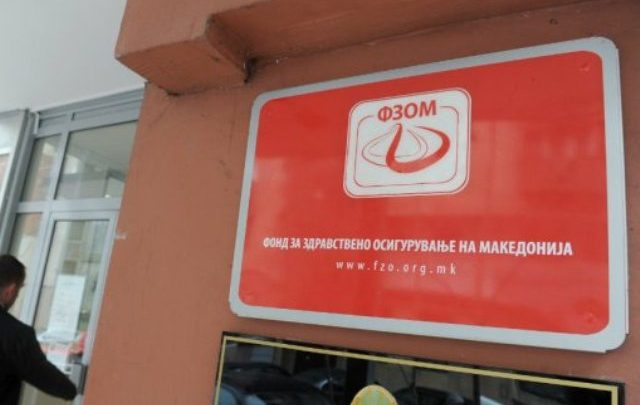 ФЗОМ
ФОНД ЗА ЗДРАВСТВЕНО ОСИГУРУВАЊЕ НА МАКЕДОНИЈА
www.fzo.org.mk